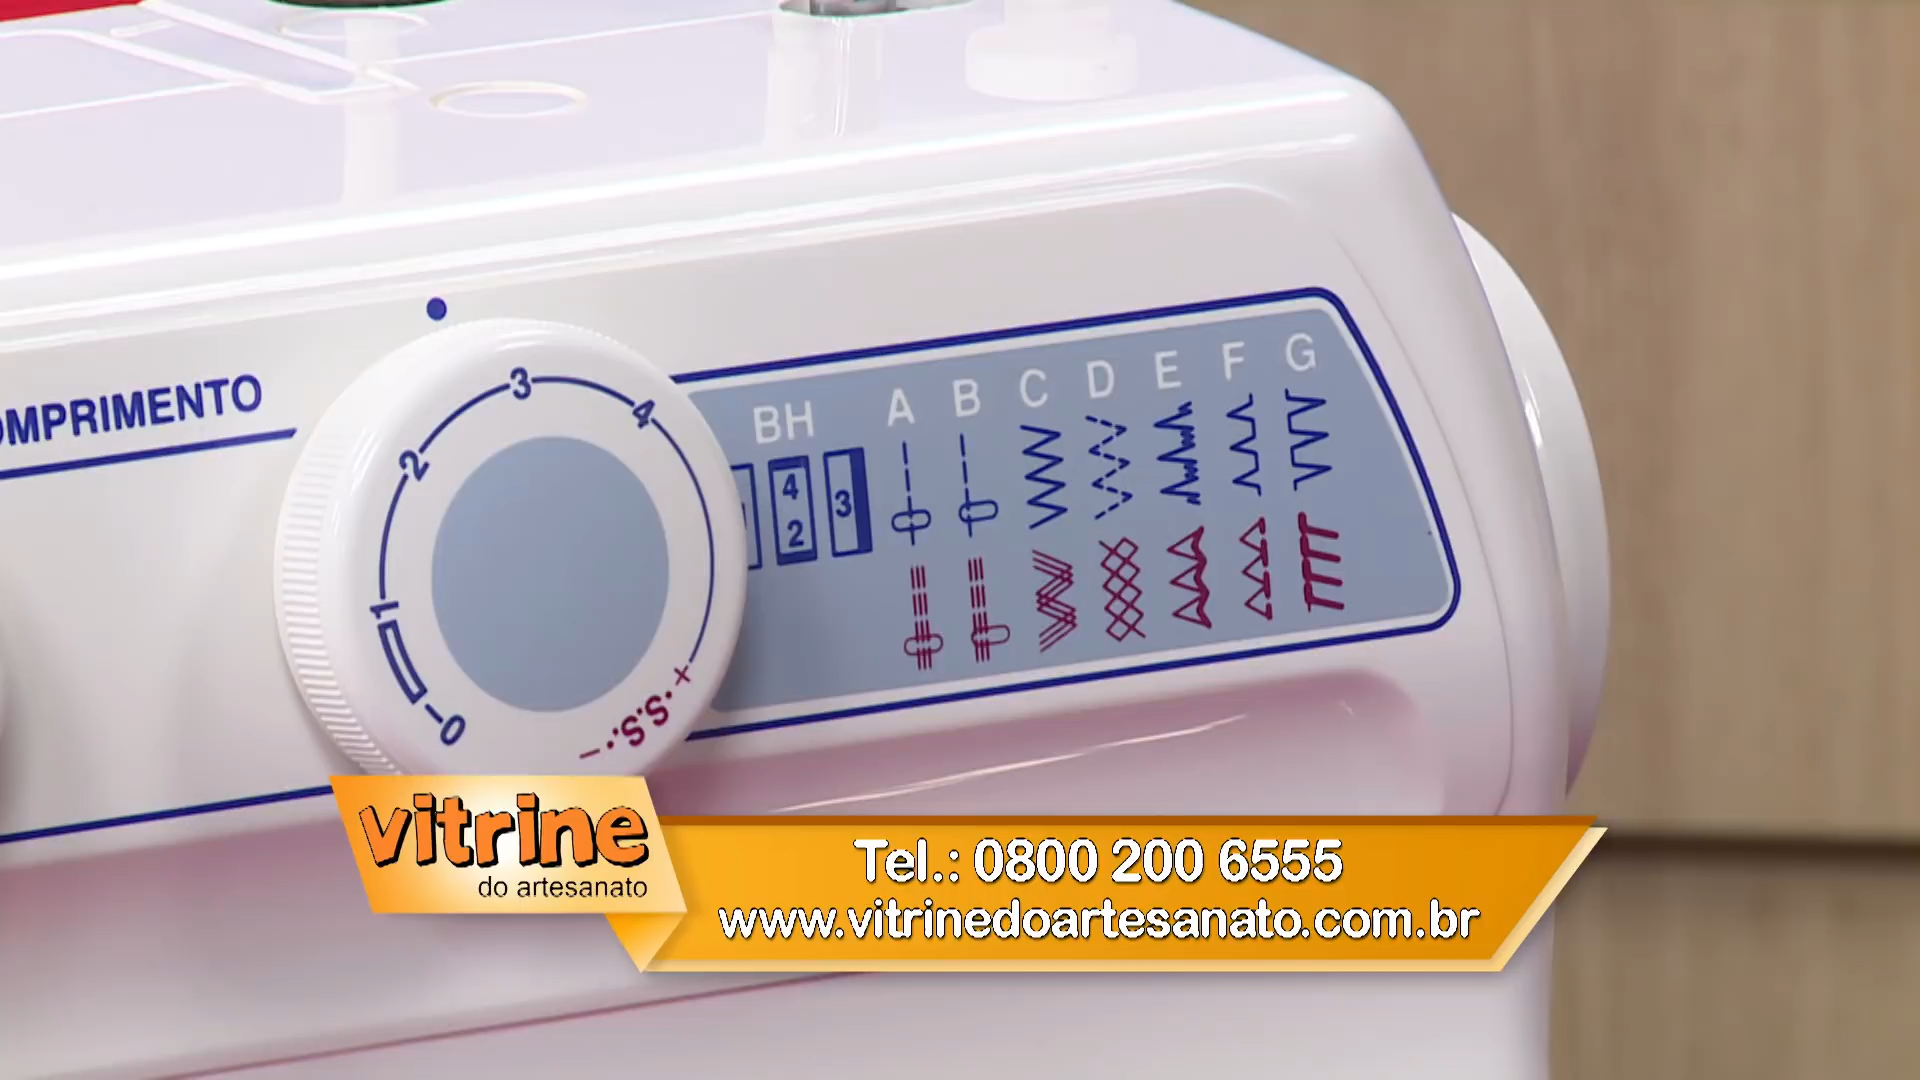 OMPRIMENTO
0 1 2 3 4
- S.S. +
BH A B C D E F G
4
2
3
vitrine
do artesanato
Tel.: 0800 200 6555
www.vitrinedoartesanato.com.br